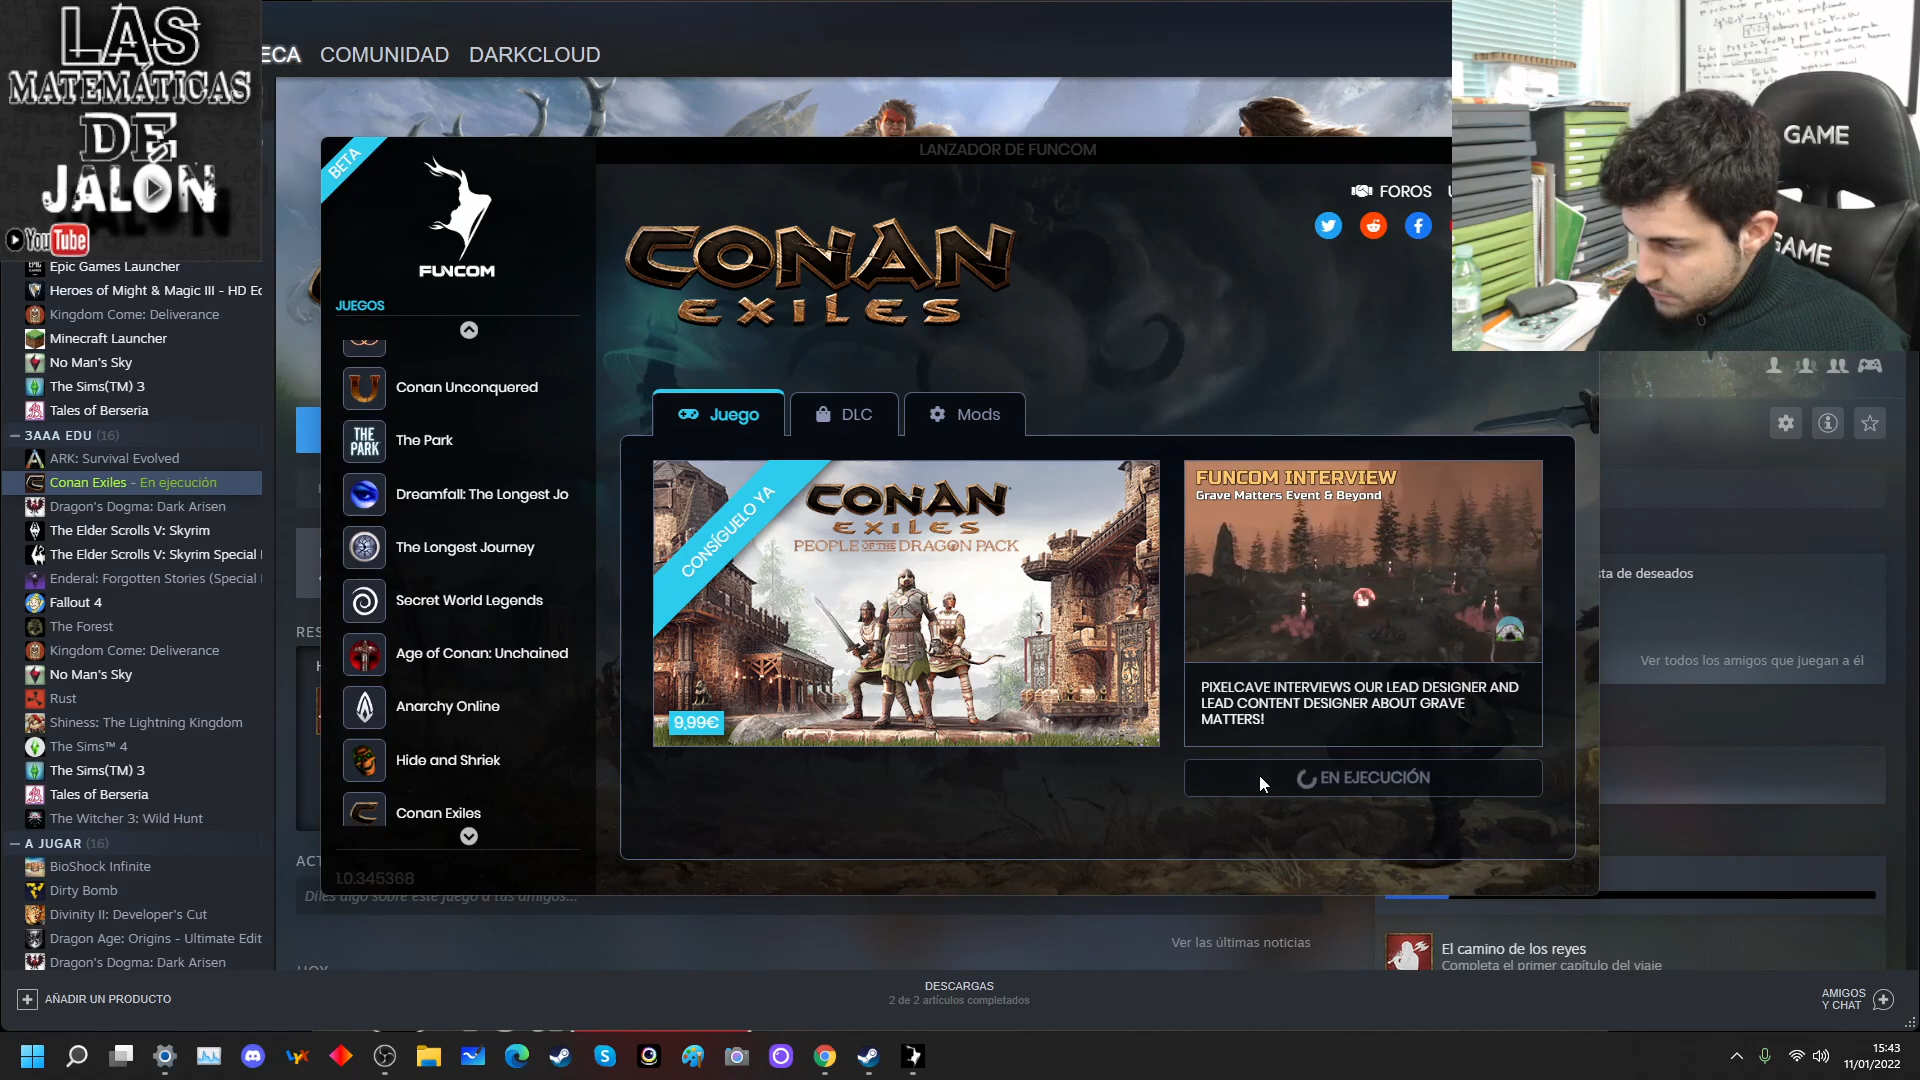 LAS
MATEMÁTICAS
DE
JALÓN
YouTube
ECA COMUNIDAD DARKCLOUD
LANZADOR DE FUNCOM
BETA
FUNCOM
JUEGOS
Conan Unconquered
The Park
THE
PARK
Dreamfall: The Longest Jo
The Longest Journey
Secret World Legends
Age of Conan: Unchained
Anarchy Online
Hide and Shriek
Conan Exiles
1.0.345368
CONAN
EXILES
FOROS
Juego
DLC
Mods
CONSÍGUELO YA
CONAN
EXILES
PEOPLE OF THE DRAGON PACK
9,99€
FUNCOM INTERVIEW
Grave Matters Event & Beyond
PIXELCAVE INTERVIEWS OUR LEAD DESIGNER AND
LEAD CONTENT DESIGNER ABOUT GRAVE
MATTERS!
EN EJECUCIÓN
GAME
GAME
Epic Games Launcher
Heroes of Might & Magic III - HD Ec
Kingdom Come: Deliverance
Minecraft Launcher
No Man's Sky
The Sims(TM) 3
Tales of Berseria
3AAA EDU (16)
ARK: Survival Evolved
Conan Exiles - En ejecución
Dragon's Dogma: Dark Arisen
The Elder Scrolls V: Skyrim
The Elder Scrolls V: Skyrim Special
Enderal: Forgotten Stories (Special
Fallout 4
The Forest
Kingdom Come: Deliverance
No Man's Sky
Rust
Shiness: The Lightning Kingdom
The Sims™ 4
The Sims(TM) 3
Tales of Berseria
The Witcher 3: Wild Hunt
A JUGAR (16)
BioShock Infinite
Dirty Bomb
Divinity II: Developer's Cut
Dragon Age: Origins - Ultimate Edit
Dragon's Dogma: Dark Arisen
RES
ACT
Diles algo sobre este juego a tus amigos...
HOY
sta de deseados
Ver todos los amigos que juegan a él
Ver las últimas noticias
El camino de los reyes
Completa el primer capítulo del viaje
AÑADIR UN PRODUCTO
DESCARGAS
2 de 2 artículos completados
AMIGOS
Y CHAT
15:43
11/01/2022